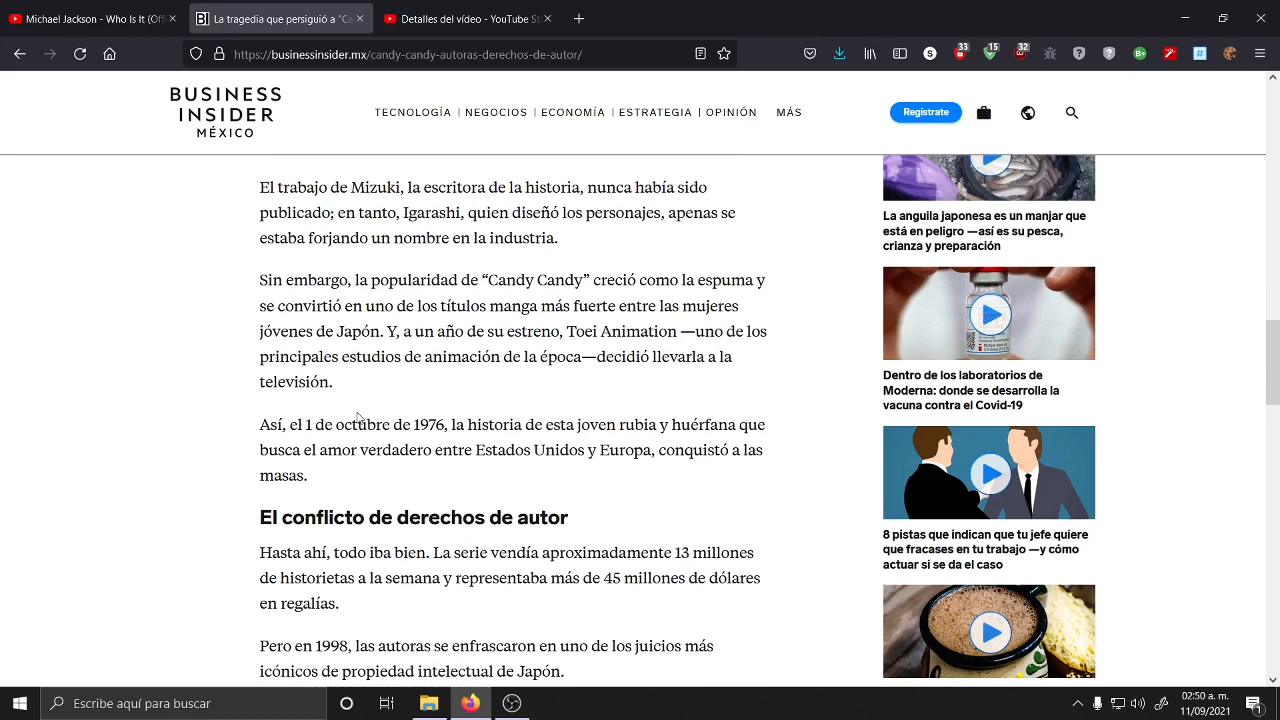 Michael Jackson - Who Is It (Offici
La tragedia que persiguió a "Ca
Detalles del vídeo - YouTube St
https://businessinsider.mx/candy-candy-autoras-derechos-de-autor/
33
15
32
BUSINESS
INSIDER
MÉXICO
TECNOLOGÍA | NEGOCIOS | ECONOMÍA | ESTRATEGIA | OPINIÓN MÁS
Regístrate
El trabajo de Mizuki, la escritora de la historia, nunca había sido
publicado; en tanto, Igarashi, quien diseñó los personajes, apenas se
estaba forjando un nombre en la industria.
Sin embargo, la popularidad de “Candy Candy” creció como la espuma y
se convirtió en uno de los títulos manga más fuerte entre las mujeres
jóvenes de Japón. Y, a un año de su estreno, Toei Animation —uno de los
principales estudios de animación de la época—decidió llevarla a la
televisión.
Así, el 1 de octubre de 1976, la historia de esta joven rubia y huérfana que
busca el amor verdadero entre Estados Unidos y Europa, conquistó a las
masas.
El conflicto de derechos de autor
Hasta ahí, todo iba bien. La serie vendía aproximadamente 13 millones
de historietas a la semana y representaba más de 45 millones de dólares
en regalías.
Pero en 1998, las autoras se enfrascaron en uno de los juicios más
icónicos de propiedad intelectual de Japón.
La anguila japonesa es un manjar que
está en peligro —así es su pesca,
crianza y preparación
Dentro de los laboratorios de
Moderna: donde se desarrolla la
vacuna contra el Covid-19
8 pistas que indican que tu jefe quiere
que fracases en tu trabajo —y cómo
actuar si se da el caso
Escribe aquí para buscar
02:50 a. m.
11/09/2021